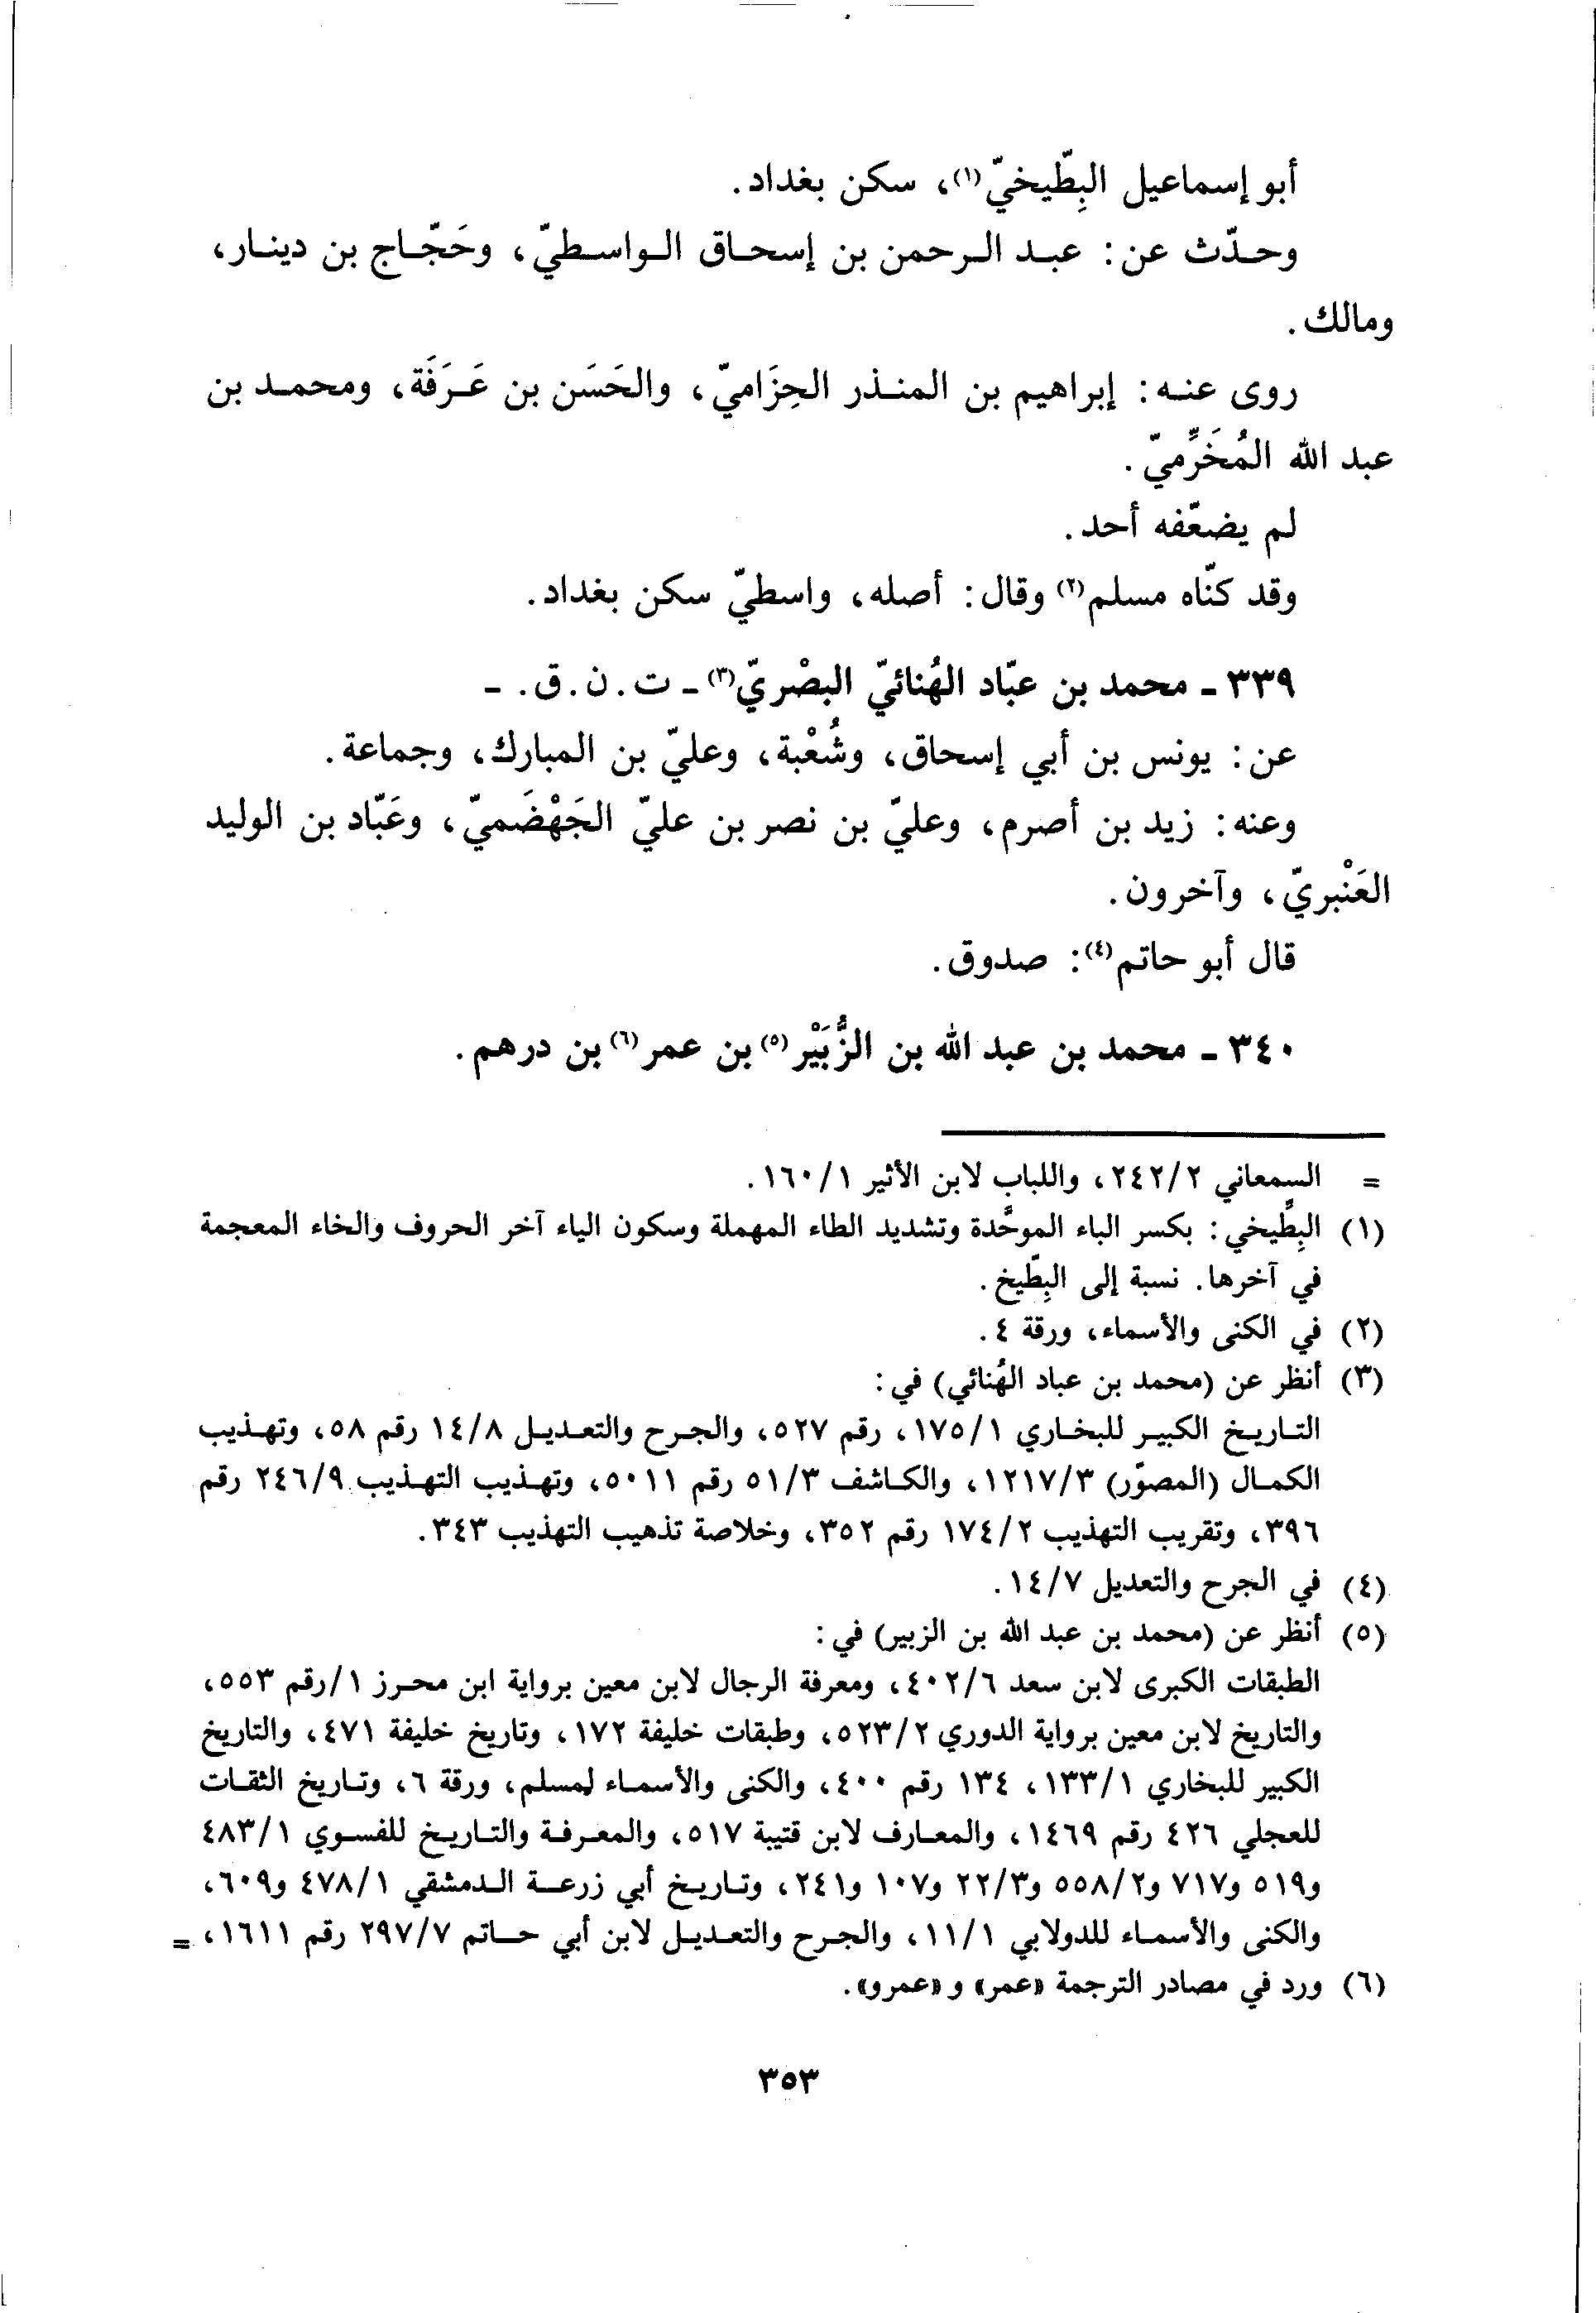 أبو إسماعيل البِطّيخيّ(١)، سكن بغداد.
وحدّث عن: عبد الرحمن بن إسحاق الواسطيّ، وحَجّاج بن دينار،
ومالك.
روى عنه: إبراهيم بن المنذر الحِزَاميّ، والحَسَن بن عَرَفَة، ومحمد بن
عبد الله المُخَرِّميّ.
لم يضعّفه أحد.
وقد كنّاه مسلم(٢) وقال: أصله، واسطيّ سكن بغداد.
٣٣٩ - محمد بن عبّاد الهُنائيّ البصْريّ(٣) - ت. ن. ق. -
عن: يونس بن أبي إسحاق، وشُعْبة، وعليّ بن المبارك، وجماعة.
وعنه: زيد بن أصرم، وعليّ بن نصر بن عليّ الجَهْضَميّ، وعَبّاد بن الوليد
العَنْبريّ، وآخرون.
قال أبو حاتم(٤): صدوق.
٣٤٠ - محمد بن عبد الله بن الزُّبَيْر(٥) بن عمر(٦) بن درهم.
= السمعاني ٢٤٢/٢، واللباب لابن الأثير ١٦٠/١.
(١) البِطِّيخي: بكسر الباء الموحَّدة وتشديد الطاء المهملة وسكون الياء آخر الحروف والخاء المعجمة
في آخرها. نسبة إلى البِطّيخ.
(٢) في الكنى والأسماء، ورقة ٤.
(٣) أنظر عن (محمد بن عباد الهُنائي) في:
التاريخ الكبير للبخاري ١٧٥/١، رقم ٥٢٧، والجرح والتعديل ١٤/٨ رقم ٥٨، وتهذيب
الكمال (المصوّر) ١٢١٧/٣، والكاشف ٥١/٣ رقم ٥٠١١، وتهذيب التهذيب ٢٤٦/٩ رقم
٣٩٦، وتقريب التهذيب ١٧٤/٢ رقم ٣٥٢، وخلاصة تذهيب التهذيب ٣٤٣.
(٤) في الجرح والتعديل ١٤/٧.
(٥) أنظر عن (محمد بن عبد الله بن الزبير) في:
الطبقات الكبرى لابن سعد ٤٠٢/٦، ومعرفة الرجال لابن معين برواية ابن محرز ١/رقم ٥٥٣،
والتاريخ لابن معين برواية الدوري ٥٢٣/٢، وطبقات خليفة ١٧٢، وتاريخ خليفة ٤٧١، والتاريخ
الكبير للبخاري ١٣٣/١، ١٣٤ رقم ٤٠٠، والكنى والأسماء لمسلم، ورقة ٦، وتاريخ الثقات
للعجلي ٤٢٦ رقم ١٤٦٩، والمعارف لابن قتيبة ٥١٧، والمعرفة والتاريخ للفسوي ٤٨٣/١
و٥١٩ و٧١٧ و٥٥٨/٢ و٢٢/٣ و١٠٧ و٢٤١، وتاريخ أبي زرعة الدمشقي ٤٧٨/١ و٦٠٩،
والكنى والأسماء للدولابي ١١/١، والجرح والتعديل لابن أبي حاتم ٢٩٧/٧ رقم ١٦١١، =
(٦) ورد في مصادر الترجمة «عمر» و «عمرو».
٣٥٣